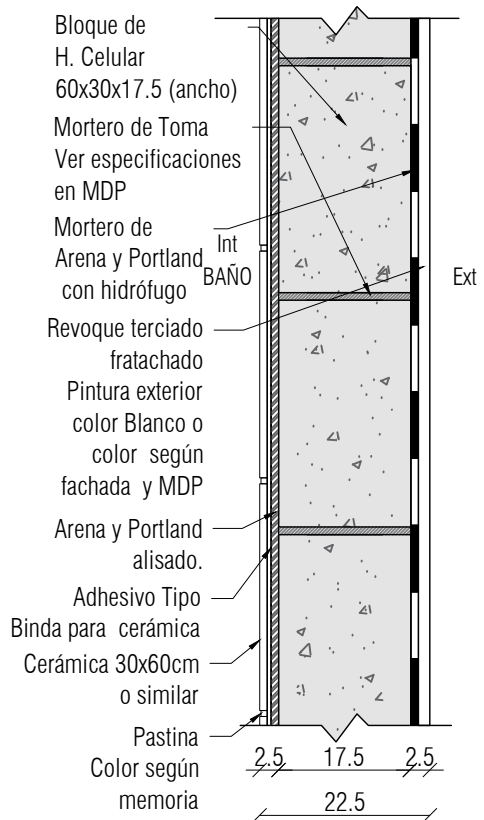 Bloque de
H. Celular
60x30x17.5 (ancho)
Mortero de Toma
Ver especificaciones
en MDP
Mortero de
Arena y Portland
con hidrófugo
Int
BAÑO
Ext
Revoque terciado
fratachado
Pintura exterior
color Blanco o
color según
fachada y MDP
Arena y Portland
alisado.
Adhesivo Tipo
Binda para cerámica
Cerámica 30x60cm
o similar
Pastina
Color según
memoria
2.5 17.5 2.5
22.5